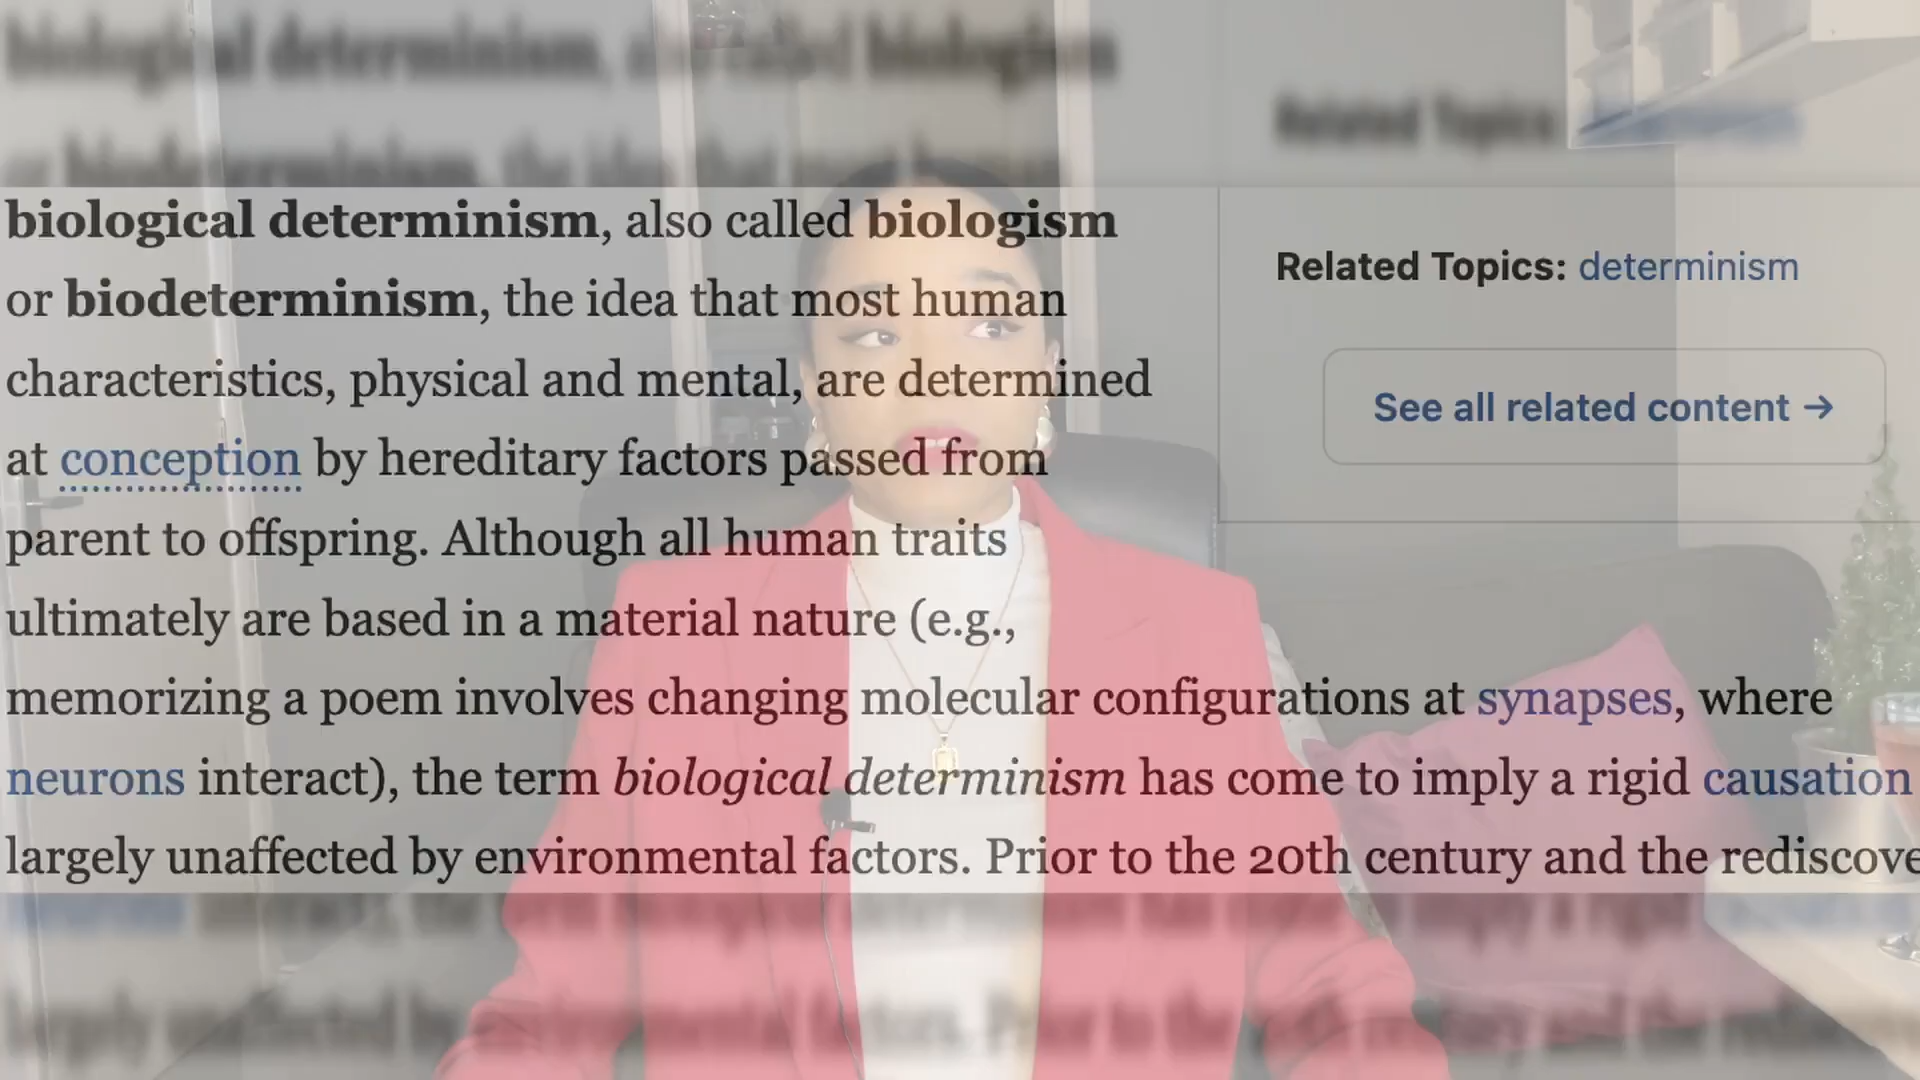 biological determinism, also called biologism
or biodeterminism, the idea that most human
characteristics, physical and mental, are determined
at conception by hereditary factors passed from
parent to offspring. Although all human traits
ultimately are based in a material nature (e.g.,
memorizing a poem involves changing molecular configurations at synapses, where
neurons interact), the term biological determinism has come to imply a rigid causation
largely unaffected by environmental factors. Prior to the 20th century and the rediscove
Related Topics: determinism
See all related content →